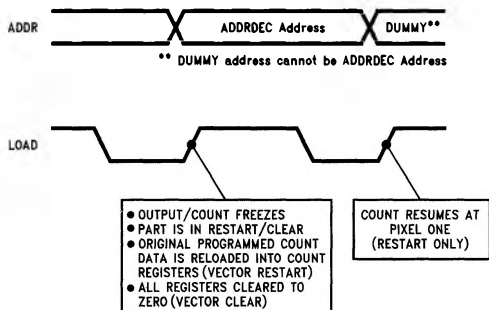 ADDR
ADDRDEC Address
DUMMY**
** DUMMY address cannot be ADDRDEC Address
LOAD
• OUTPUT/COUNT FREEZES
• PART IS IN RESTART/CLEAR
• ORIGINAL PROGRAMMED COUNT
DATA IS RELOADED INTO COUNT
REGISTERS (VECTOR RESTART)
• ALL REGISTERS CLEARED TO
ZERO (VECTOR CLEAR)
COUNT RESUMES AT
PIXEL ONE
(RESTART ONLY)